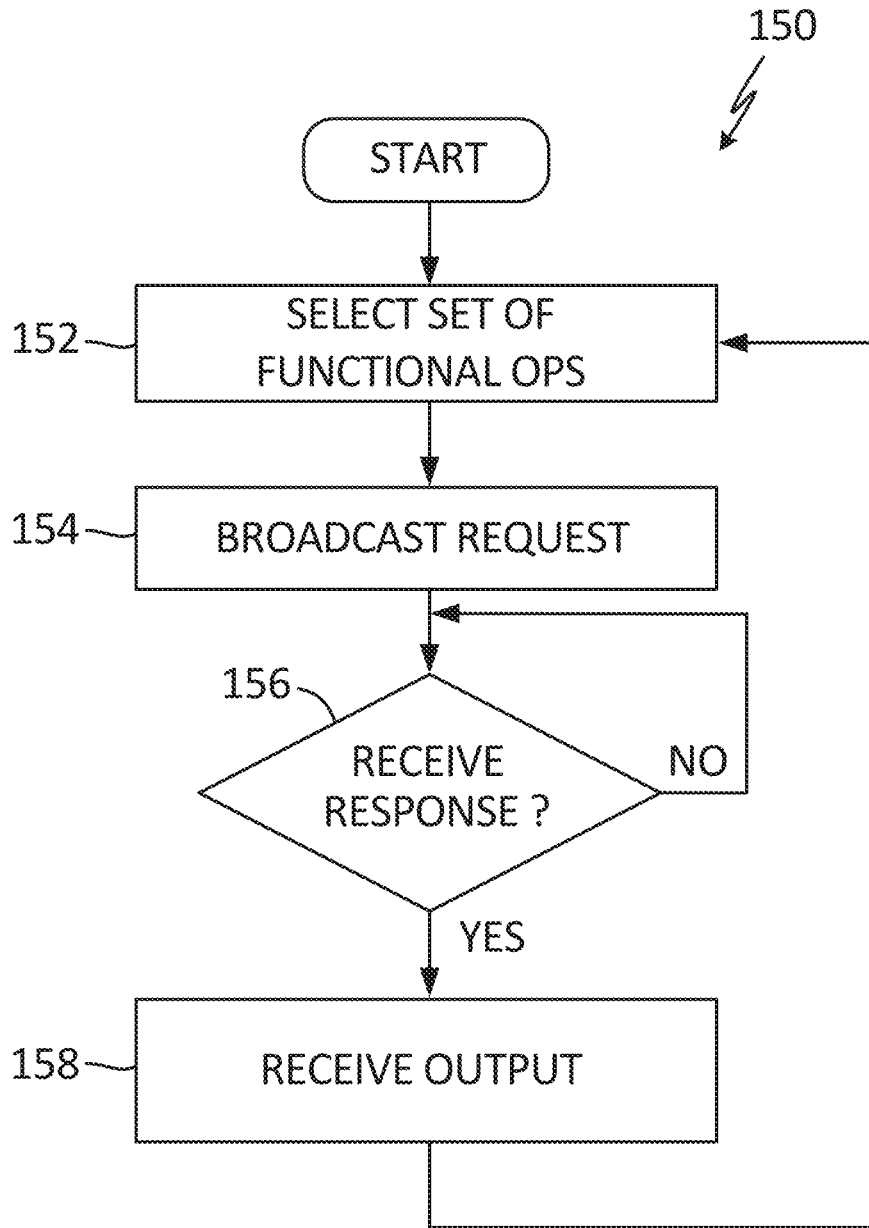 150
START
152
SELECT SET OF
FUNCTIONAL OPS
154
BROADCAST REQUEST
156
RECEIVE
RESPONSE ?
NO
YES
158
RECEIVE OUTPUT